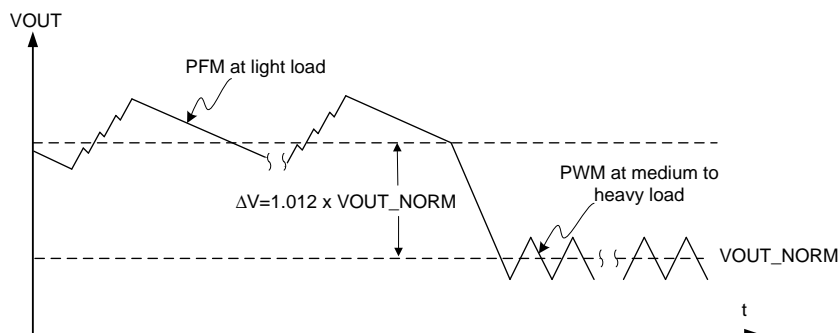 VOUT
PFM at light load
PWM at medium to
heavy load
ΔV=1.012 x VOUT_NORM
VOUT_NORM
t